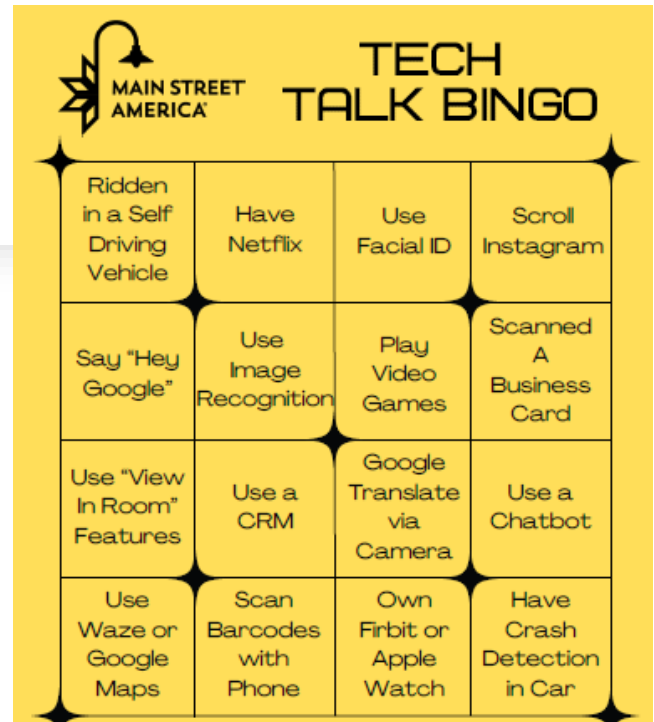 MAIN STREET
AMERICA
TECH
TALK BINGO
Ridden
in a Self
Driving
Vehicle
Have
Netflix
Use
Facial ID
Scroll
Instagram
Say "Hey
Google"
Use
Image
Recognition
Play
Video
Games
Scanned
A
Business
Card
Use "View
In Room"
Features
Use a
CRM
Google
Translate
via
Camera
Use a
Chatbot
Use
Waze or
Google
Maps
Scan
Barcodes
with
Phone
Own
Firbit or
Apple
Watch
Have
Crash
Detection
in Car